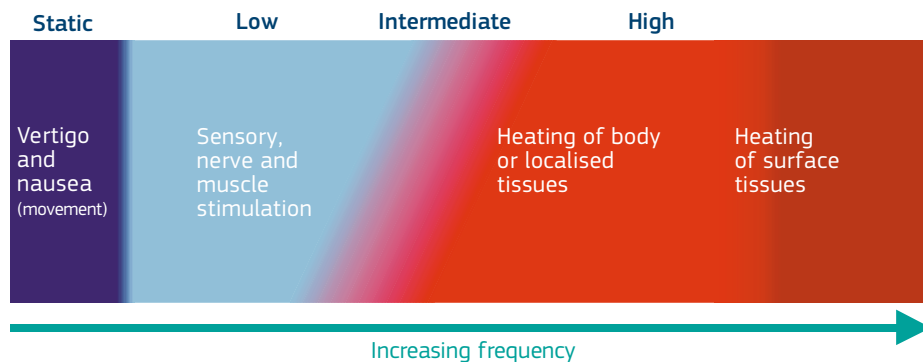 Static Low Intermediate High
Vertigo
and
nausea
(movement)
Sensory,
nerve and
muscle
stimulation
Heating of body
or localised
tissues
Heating
of surface
tissues
Increasing frequency